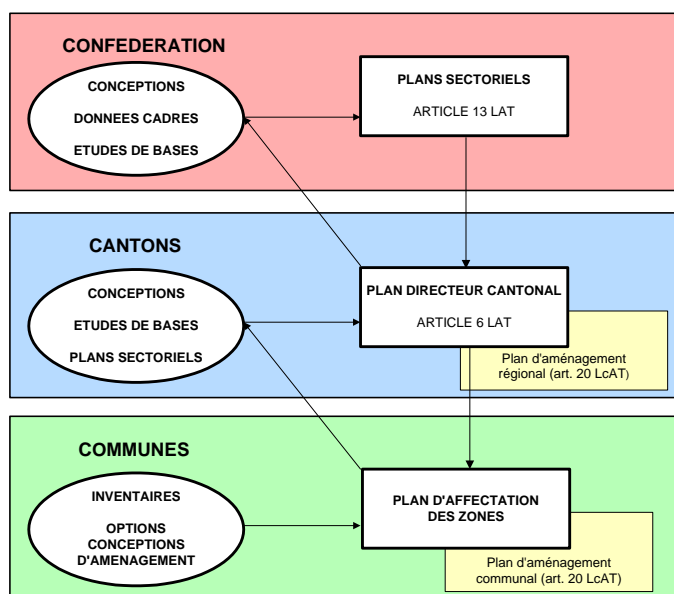 CONFEDERATION
CONCEPTIONS
DONNEES CADRES
ETUDES DE BASES
PLANS SECTORIELS
ARTICLE 13 LAT
CANTONS
CONCEPTIONS
ETUDES DE BASES
PLANS SECTORIELS
PLAN DIRECTEUR CANTONAL
ARTICLE 6 LAT
Plan d'aménagement
régional (art. 20 LcAT)
COMMUNES
INVENTAIRES
OPTIONS
CONCEPTIONS
D'AMENAGEMENT
PLAN D'AFFECTATION
DES ZONES
Plan d'aménagement
communal (art. 20 LcAT)